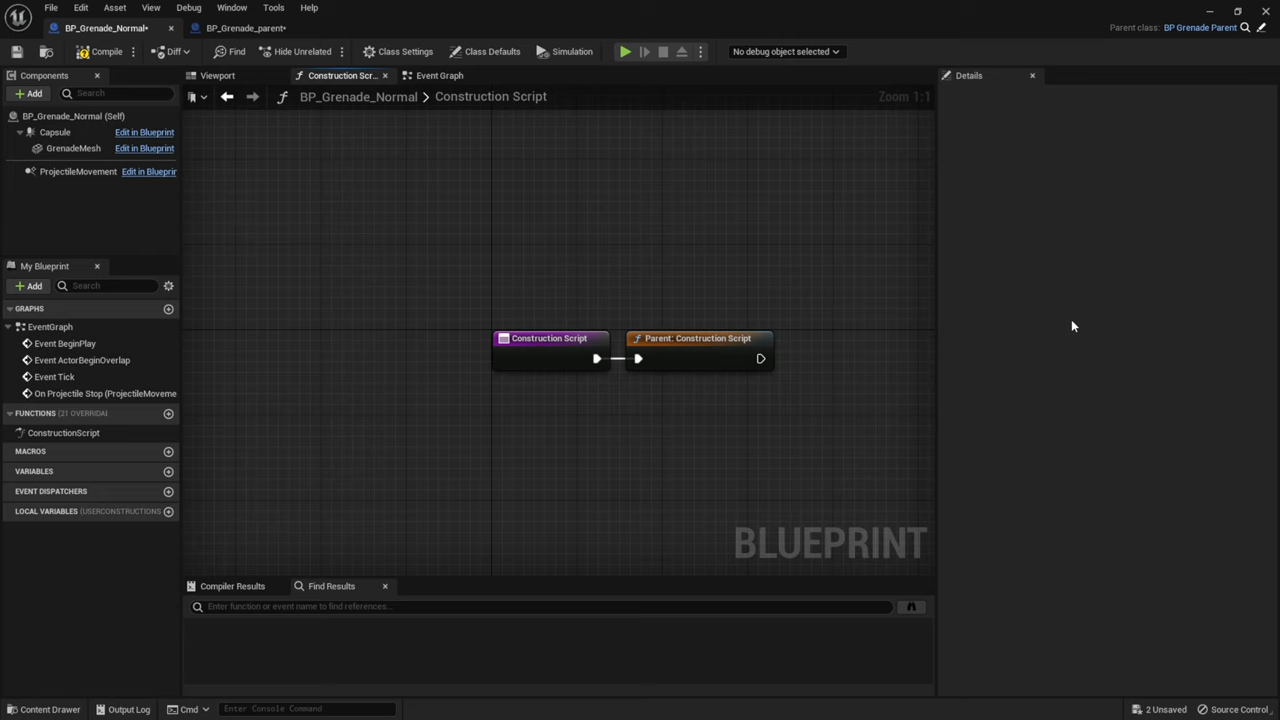 File Edit Asset View Debug Window Tools Help
BP_Grenade_Normal* BP_Grenade_parent*
Parent class: BP Grenade Parent
Compile Diff Find Hide Unrelated Class Settings Class Defaults Simulation No debug object selected
Components
Add Search
BP_Grenade_Normal (Self)
Capsule Edit in Blueprint
GrenadeMesh Edit in Blueprint
ProjectileMovement Edit in Blueprin
My Blueprint
Add Search
GRAPHS
EventGraph
Event BeginPlay
Event ActorBeginOverlap
Event Tick
On Projectile Stop (ProjectileMoveme
FUNCTIONS (21 OVERRIDAI
ConstructionScript
MACROS
VARIABLES
EVENT DISPATCHERS
LOCAL VARIABLES (USERCONSTRUCTIONS
Viewport Construction Scr... Event Graph
BP_Grenade_Normal > Construction Script
Zoom 1:1
Construction Script
Parent: Construction Script
BLUEPRINT
Compiler Results Find Results
Enter function or event name to find references...
Details
Content Drawer Output Log Cmd Enter Console Command
2 Unsaved Source Control